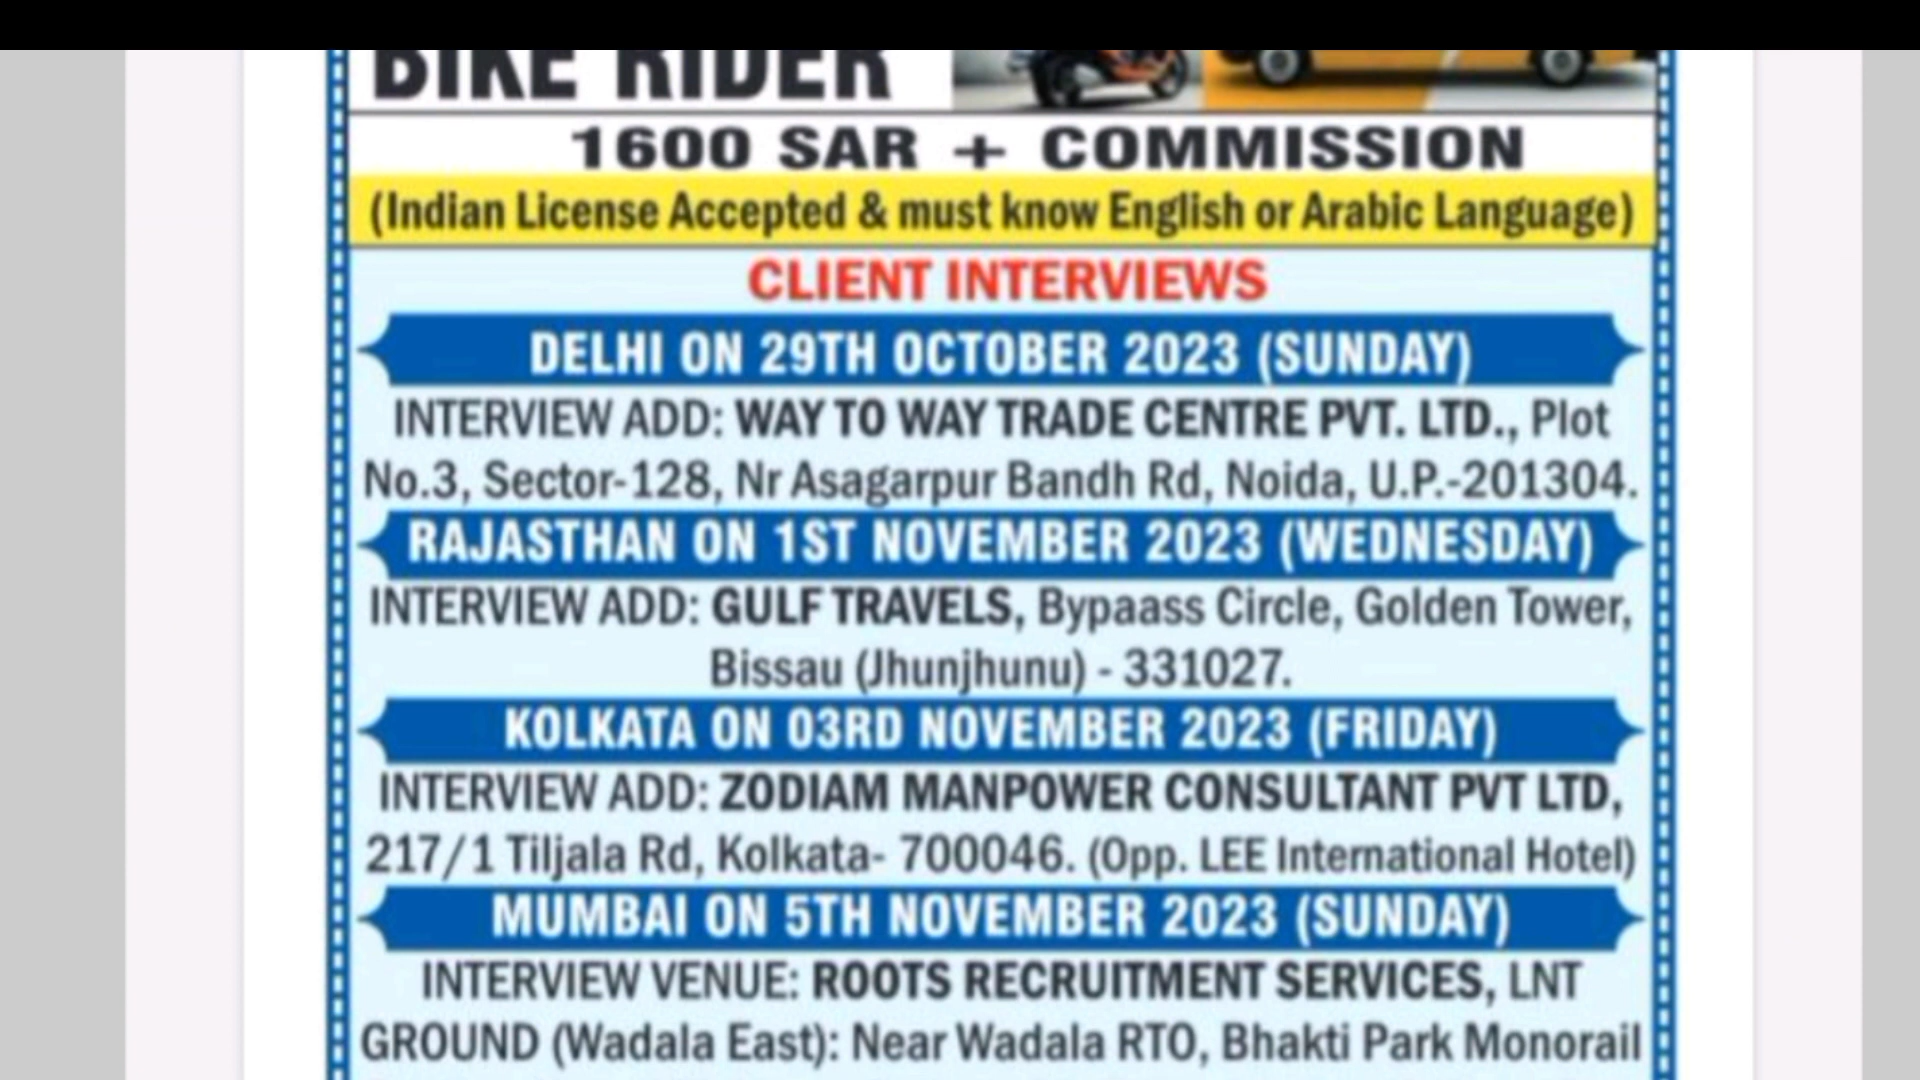 BIKE RIDER
1600 SAR + COMMISSION
(Indian License Accepted & must know English or Arabic Language)
CLIENT INTERVIEWS
DELHI ON 29TH OCTOBER 2023 (SUNDAY)
INTERVIEW ADD: WAY TO WAY TRADE CENTRE PVT. LTD., Plot
No.3, Sector-128, Nr Asagarpur Bandh Rd, Noida, U.P.-201304.
RAJASTHAN ON 1ST NOVEMBER 2023 (WEDNESDAY)
INTERVIEW ADD: GULF TRAVELS, Bypaass Circle, Golden Tower,
Bissau (Jhunjhunu) - 331027.
KOLKATA ON 03RD NOVEMBER 2023 (FRIDAY)
INTERVIEW ADD: ZODIAM MANPOWER CONSULTANT PVT LTD,
217/1 Tiljala Rd, Kolkata- 700046. (Opp. LEE International Hotel)
MUMBAI ON 5TH NOVEMBER 2023 (SUNDAY)
INTERVIEW VENUE: ROOTS RECRUITMENT SERVICES, LNT
GROUND (Wadala East): Near Wadala RTO, Bhakti Park Monorail